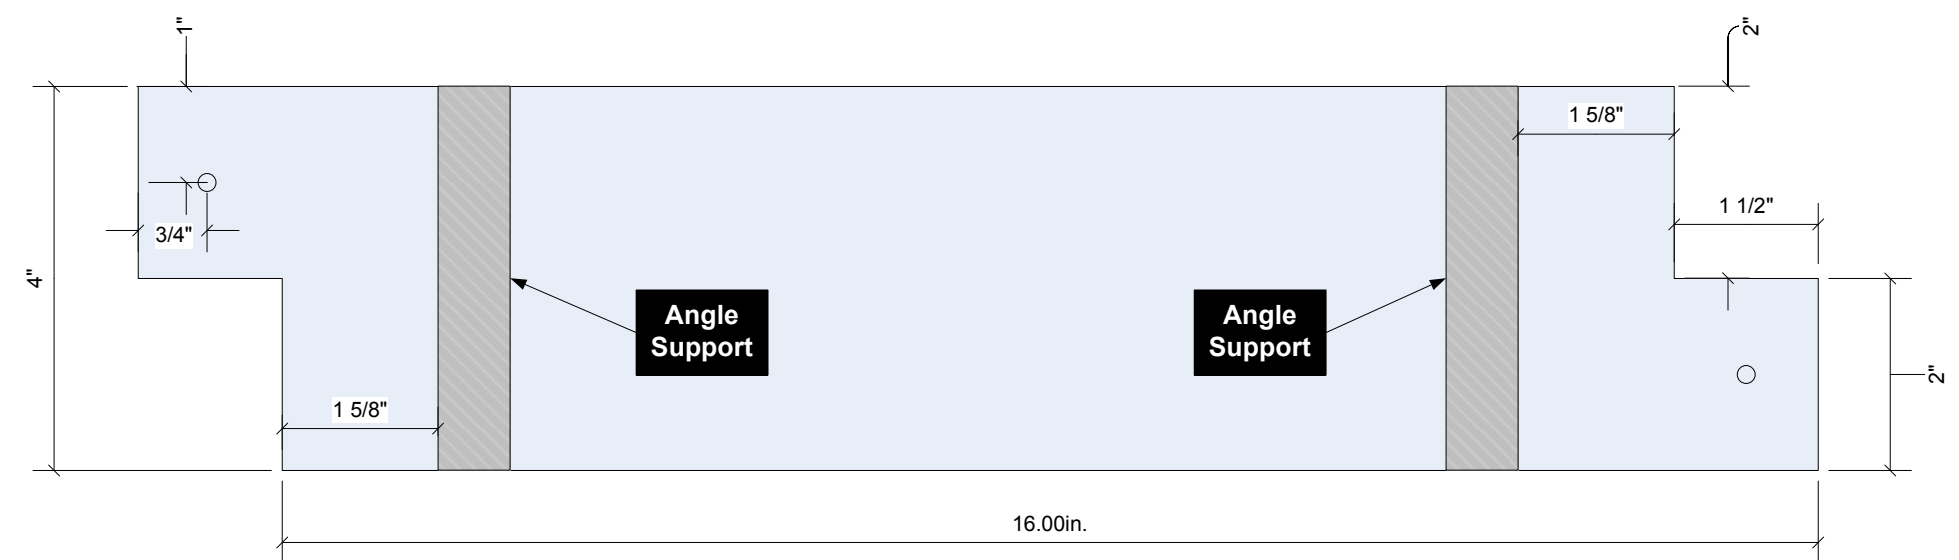 1"
2"
1 5/8"
1 1/2"
3/4"
4"
Angle
Support
Angle
Support
2"
1 5/8"
16.00in.